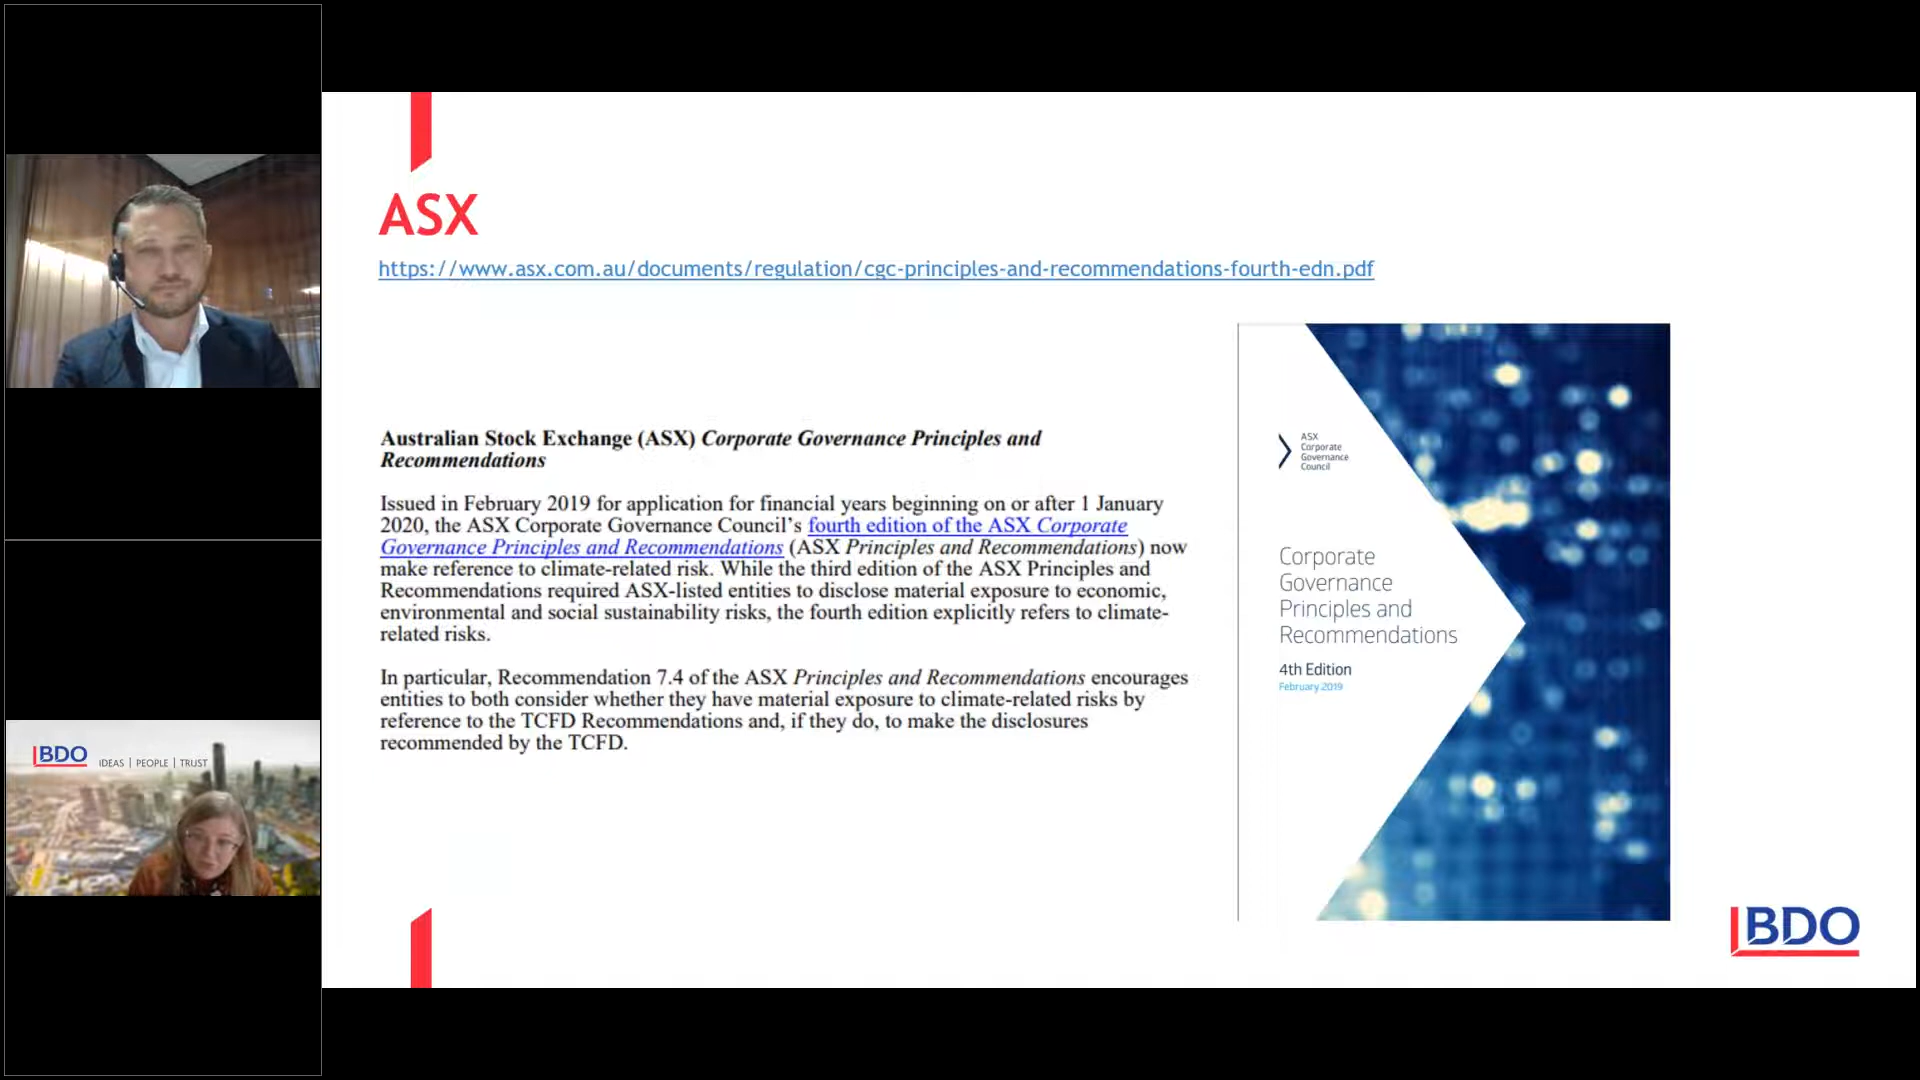 ASX
https://www.asx.com.au/documents/regulation/cgc-principles-and-recommendations-fourth-edn.pdf
Australian Stock Exchange (ASX) Corporate Governance Principles and
Recommendations
Issued in February 2019 for application for financial years beginning on or after 1 January
2020, the ASX Corporate Governance Council’s fourth edition of the ASX Corporate
Governance Principles and Recommendations (ASX Principles and Recommendations) now
make reference to climate-related risk. While the third edition of the ASX Principles and
Recommendations required ASX-listed entities to disclose material exposure to economic,
environmental and social sustainability risks, the fourth edition explicitly refers to climate-
related risks.
In particular, Recommendation 7.4 of the ASX Principles and Recommendations encourages
entities to both consider whether they have material exposure to climate-related risks by
reference to the TCFD Recommendations and, if they do, to make the disclosures
recommended by the TCFD.
ASX
Corporate
Governance
Council
Corporate
Governance
Principles and
Recommendations
4th Edition
February 2019
BDO
BDO IDEAS | PEOPLE | TRUST